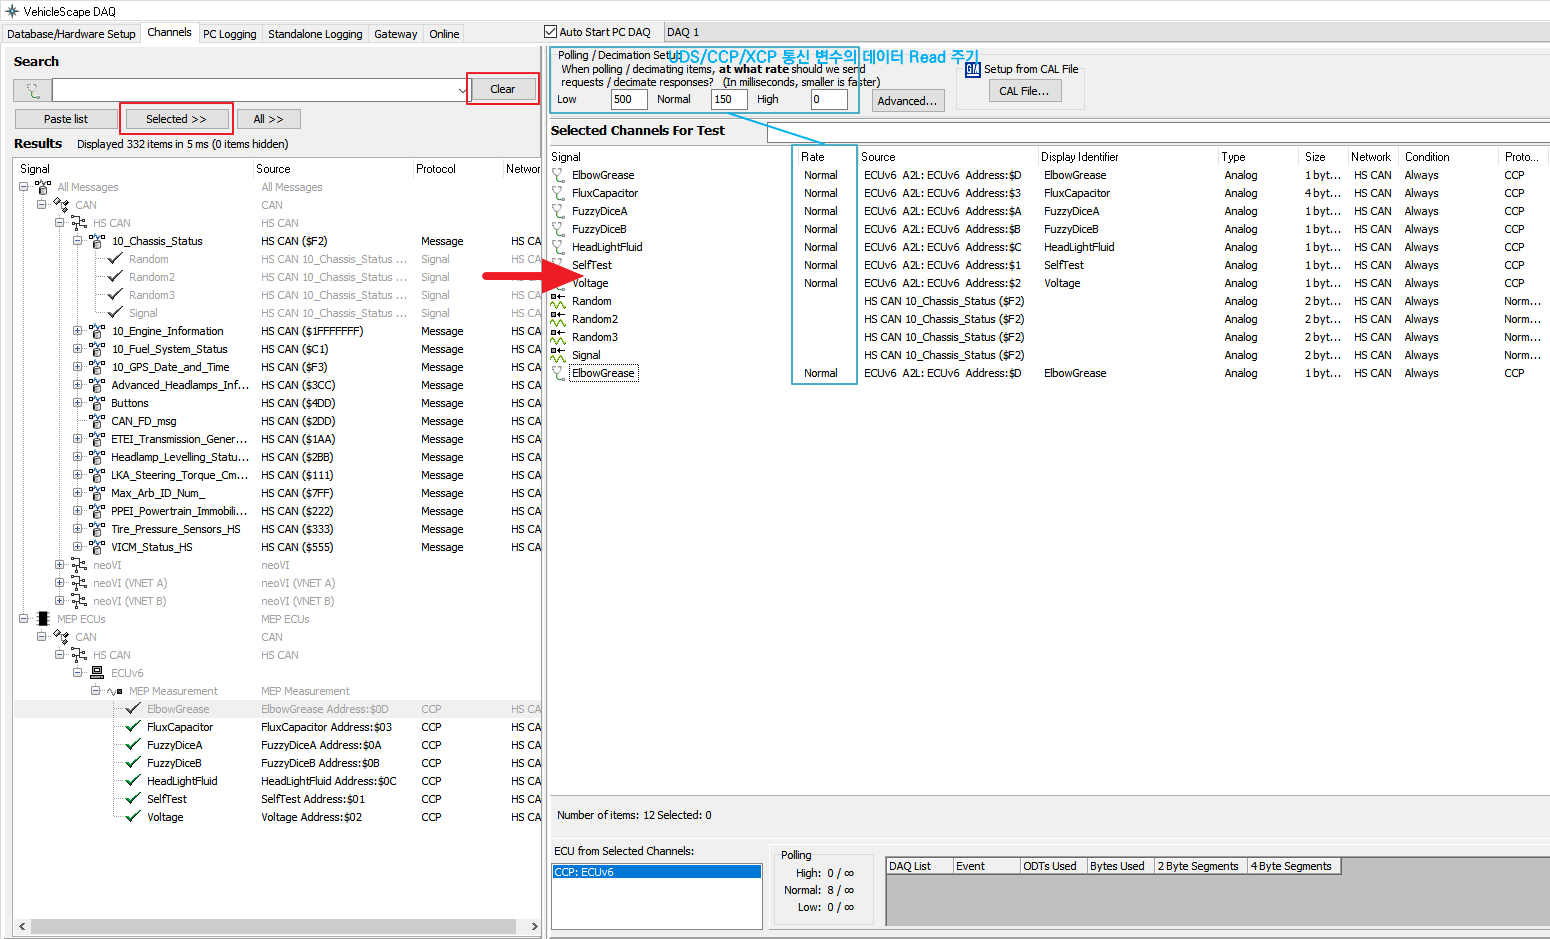 VehicleScape DAQ
Database/Hardware Setup Channels PC Logging Standalone Logging Gateway Online
Search
Clear
Paste list Selected >> All >>
Results Displayed 332 items in 5 ms (0 items hidden)
Signal Source Protocol Networ
All Messages All Messages
CAN CAN
HS CAN HS CAN
10_Chassis_Status HS CAN ($F2) Message HS CA
Random HS CAN 10_Chassis_Status ... Signal HS CA
Random2 HS CAN 10_Chassis_Status ... Signal
Random3 HS CAN 10_Chassis_Status ... Signal HS CA
Signal HS CAN 10_Chassis_Status ... Signal HS CA
10_Engine_Information HS CAN ($1FFFFFFF) Message HS CA
10_Fuel_System_Status HS CAN ($C1) Message HS CA
10_GPS_Date_and_Time HS CAN ($F3) Message HS CA
Advanced_Headlamps_Inf... HS CAN ($3CC) Message HS CA
Buttons HS CAN ($4DD) Message HS CA
CAN_FD_msg HS CAN ($2DD) Message HS CA
ETEI_Transmission_Gener... HS CAN ($1AA) Message HS CA
Headlamp_Levelling_Statu... HS CAN ($2BB) Message HS CA
LKA_Steering_Torque_Cm... HS CAN ($111) Message HS CA
Max_Arb_ID_Num_ HS CAN ($7FF) Message HS CA
PPEI_Powertrain_Immobili... HS CAN ($222) Message HS CA
Tire_Pressure_Sensors_HS HS CAN ($333) Message HS CA
VICM_Status_HS HS CAN ($555) Message HS CA
neoVI neoVI
neoVI (VNET A) neoVI (VNET A)
neoVI (VNET B) neoVI (VNET B)
MEP ECUs MEP ECUs
CAN CAN
HS CAN HS CAN
ECUv6
MEP Measurement MEP Measurement
ElbowGrease ElbowGrease Address:$0D CCP HS CA
FluxCapacitor FluxCapacitor Address:$03 CCP HS CA
FuzzyDiceA FuzzyDiceA Address:$0A CCP HS CA
FuzzyDiceB FuzzyDiceB Address:$0B CCP HS CA
HeadLightFluid HeadLightFluid Address:$0C CCP HS CA
SelfTest SelfTest Address:$01 CCP HS CA
Voltage Voltage Address:$02 CCP HS CA
Auto Start PC DAQ DAQ 1
Polling / Decimation Setup
UDS/CCP/XCP 통신 변수의 데이터 Read 주기
When polling / decimating items, at what rate should we send
requests / decimate responses? (In milliseconds, smaller is faster)
Low 500 Normal 150 High 0 Advanced...
Setup from CAL File
CAL File...
Selected Channels For Test
Signal Rate Source Display Identifier Type Size Network Condition Proto...
ElbowGrease Normal ECUv6 A2L: ECUv6 Address:$D ElbowGrease Analog 1 byt... HS CAN Always CCP
FluxCapacitor Normal ECUv6 A2L: ECUv6 Address:$3 FluxCapacitor Analog 4 byt... HS CAN Always CCP
FuzzyDiceA Normal ECUv6 A2L: ECUv6 Address:$A FuzzyDiceA Analog 1 byt... HS CAN Always CCP
FuzzyDiceB Normal ECUv6 A2L: ECUv6 Address:$B FuzzyDiceB Analog 1 byt... HS CAN Always CCP
HeadLightFluid Normal ECUv6 A2L: ECUv6 Address:$C HeadLightFluid Analog 1 byt... HS CAN Always CCP
SelfTest Normal ECUv6 A2L: ECUv6 Address:$1 SelfTest Analog 1 byt... HS CAN Always CCP
Voltage Normal ECUv6 A2L: ECUv6 Address:$2 Voltage Analog 1 byt... HS CAN Always CCP
Random HS CAN 10_Chassis_Status ($F2) Analog 2 byt... HS CAN Always Norm...
Random2 HS CAN 10_Chassis_Status ($F2) Analog 2 byt... HS CAN Always Norm...
Random3 HS CAN 10_Chassis_Status ($F2) Analog 2 byt... HS CAN Always Norm...
Signal HS CAN 10_Chassis_Status ($F2) Analog 2 byt... HS CAN Always Norm...
ElbowGrease Normal ECUv6 A2L: ECUv6 Address:$D ElbowGrease Analog 1 byt... HS CAN Always CCP
Number of items: 12 Selected: 0
ECU from Selected Channels:
CCP: ECUv6
Polling
High: 0 / ∞
Normal: 8 / ∞
Low: 0 / ∞
DAQ List Event ODTs Used Bytes Used 2 Byte Segments 4 Byte Segments